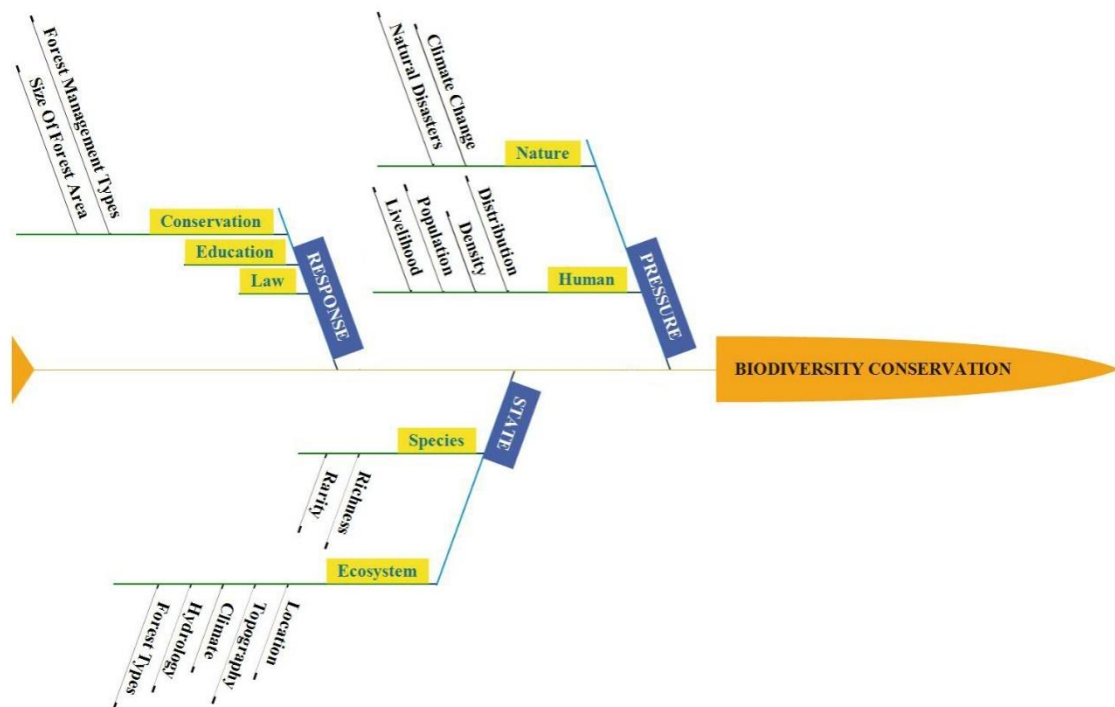 Forest Management Types
Size Of Forest Area
Conservation
Education
Law
RESPONSE
Climate Change
Natural Disasters
Nature
Distribution
Density
Population
Livelihood
Human
PRESSURE
BIODIVERSITY CONSERVATION
STATE
Species
Richness
Rarity
Ecosystem
Location
Topography
Climate
Hydrology
Forest Types